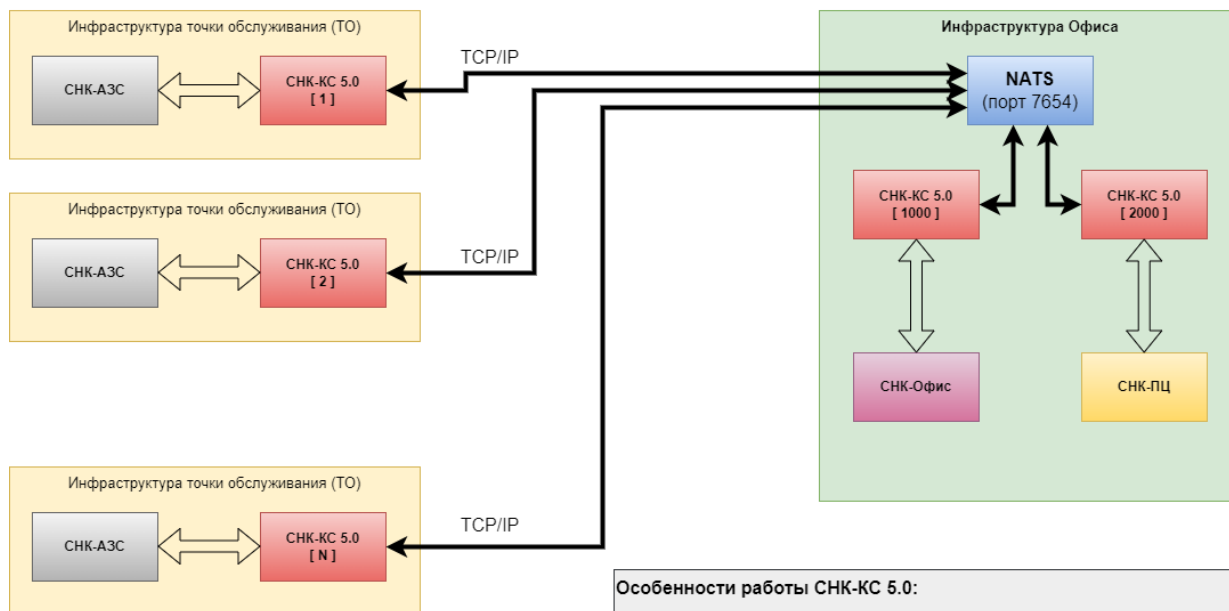 Инфраструктура точки обслуживания (ТО)
СНК-АЗС
СНК-КС 5.0
[ 1 ]
TCP/IP
Инфраструктура точки обслуживания (ТО)
СНК-АЗС
СНК-КС 5.0
[ 2 ]
TCP/IP
Инфраструктура точки обслуживания (ТО)
СНК-АЗС
СНК-КС 5.0
[ N ]
TCP/IP
Инфраструктура Офиса
NATS
(порт 7654)
СНК-КС 5.0
[ 1000 ]
СНК-КС 5.0
[ 2000 ]
СНК-Офис
СНК-ПЦ
Особенности работы СНК-КС 5.0: